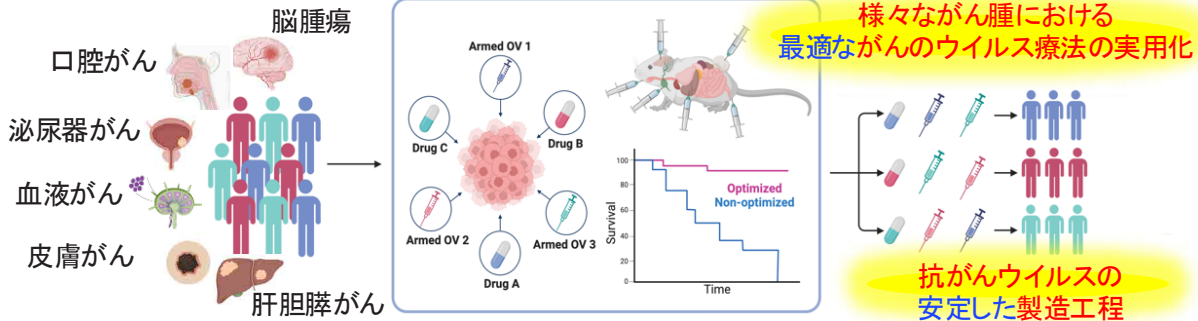 脳腫瘍
口腔がん
泌尿器がん
血液がん
皮膚がん
肝胆膵がん
Armed OV 1
Drug C
Drug B
Armed OV 2
Armed OV 3
Drug A
100
80
60
40
20
0
Survival
Time
Optimized
Non-optimized
様々ながん腫における
最適ながんのウイルス療法の実用化
抗がんウイルスの
安定した製造工程